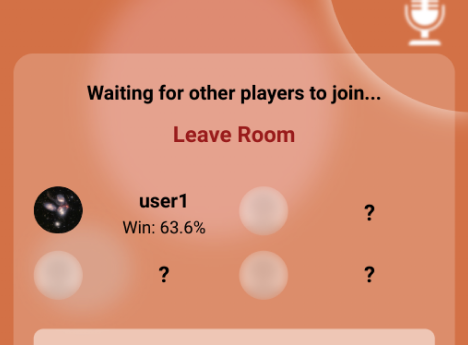 Waiting for other players to join...
Leave Room
user1
Win: 63.6%
?
?
?